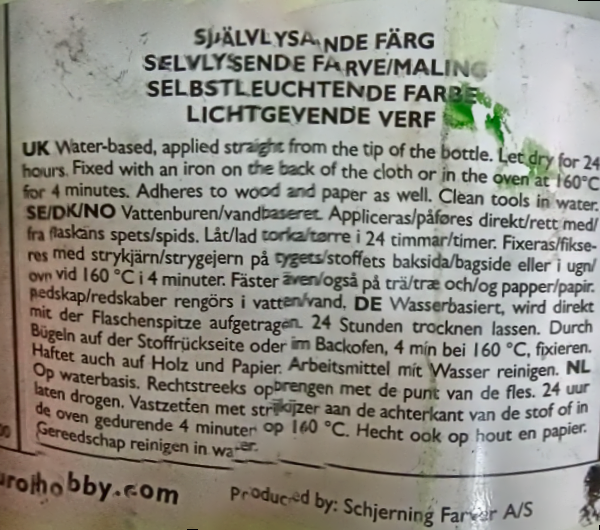 SJÄLVLYSANDE FÄRG
SELVLYSENDE FARVE/MALING
SELBSTLEUCHTENDE FARBE
LICHTGEVENDE VERF
UK Water-based, applied straight from the tip of the bottle. Let dry for 24
hours. Fixed with an iron on the back of the cloth or in the oven at 160°C
for 4 minutes. Adheres to wood and paper as well. Clean tools in water.
SE/DK/NO Vattenburen/vandbaseret. Appliceras/påføres direkt/rett med/
fra flaskans spets/spids. Låt/lad torka/tørre i 24 timmar/timer. Fixeras/fikse-
res med strykjärn/strygejern på tygets/stoffets baksida/bagside eller i ugn/
ovn vid 160 °C i 4 minuter. Fäster även/også på trä/træ och/og papper/papir.
Redskap/redskaber rengörs i vatten/vand. DE Wasserbasiert, wird direkt
mit der Flaschenspitze aufgetragen. 24 Stunden trocknen lassen. Durch
Bügeln auf der Stoffrückseite oder im Backofen, 4 min bei 160 °C, fixieren.
Haftet auch auf Holz und Papier. Arbeitsmittel mit Wasser reinigen. NL
Op waterbasis. Rechtstreeks opbrengen met de punt van de fles. 24 uur
laten drogen. Vastzetten met strijkijzer aan de achterkant van de stof of in
de oven gedurende 4 minuten op 160 °C. Hecht ook op hout en papier.
Gereedschap reinigen in water.
urohobby.com
Produced by: Schjerning Farver A/S